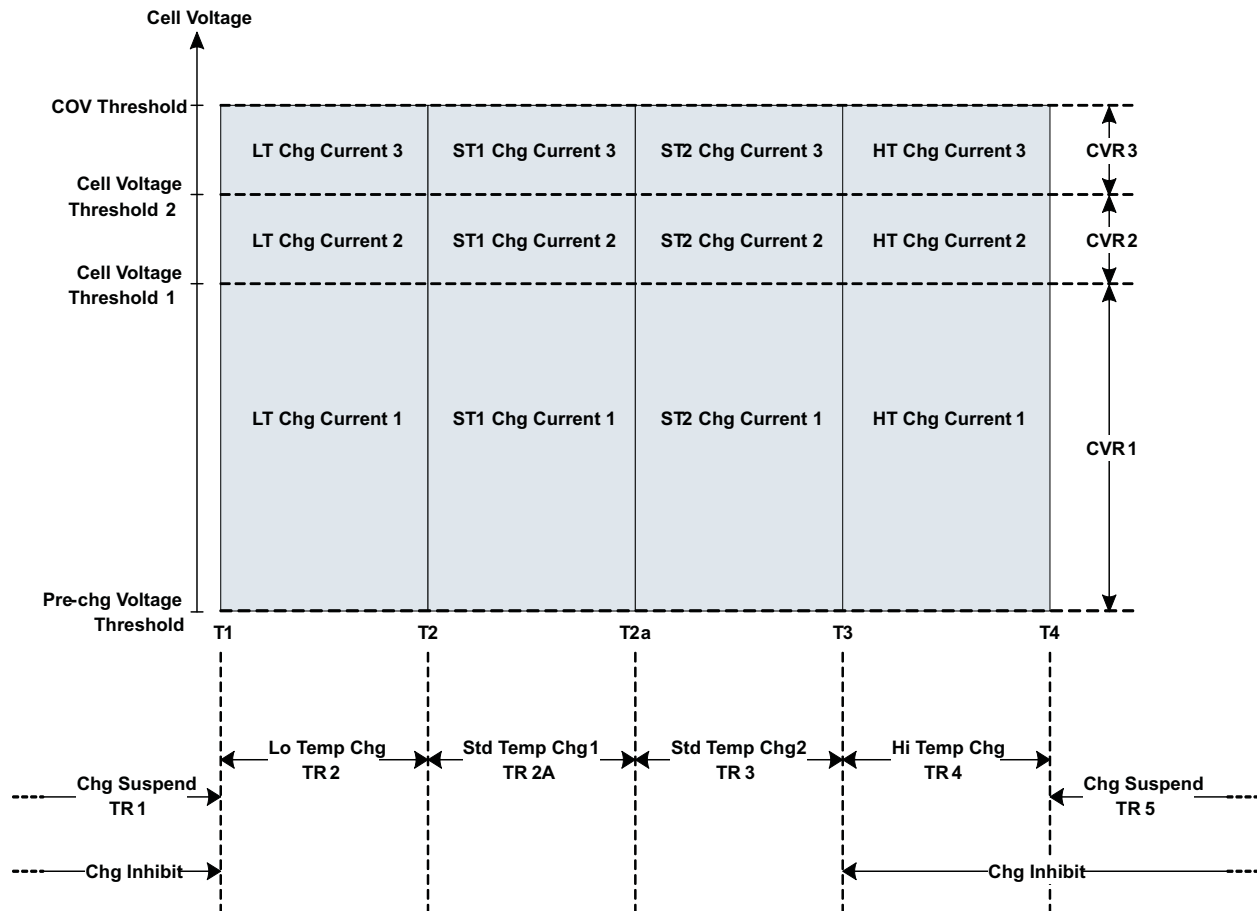 Cell Voltage
COV Threshold
LT Chg Current 3
ST1 Chg Current 3
ST2 Chg Current 3
HT Chg Current 3
CVR 3
Cell Voltage
Threshold 2
LT Chg Current 2
ST1 Chg Current 2
ST2 Chg Current 2
HT Chg Current 2
CVR 2
Cell Voltage
Threshold 1
LT Chg Current 1
ST1 Chg Current 1
ST2 Chg Current 1
HT Chg Current 1
CVR 1
Pre-chg Voltage
Threshold
T1
T2
T2a
T3
T4
Lo Temp Chg
TR 2
Std Temp Chg1
TR 2A
Std Temp Chg2
TR 3
Hi Temp Chg
TR 4
Chg Suspend
TR 1
Chg Suspend
TR 5
Chg Inhibit
Chg Inhibit